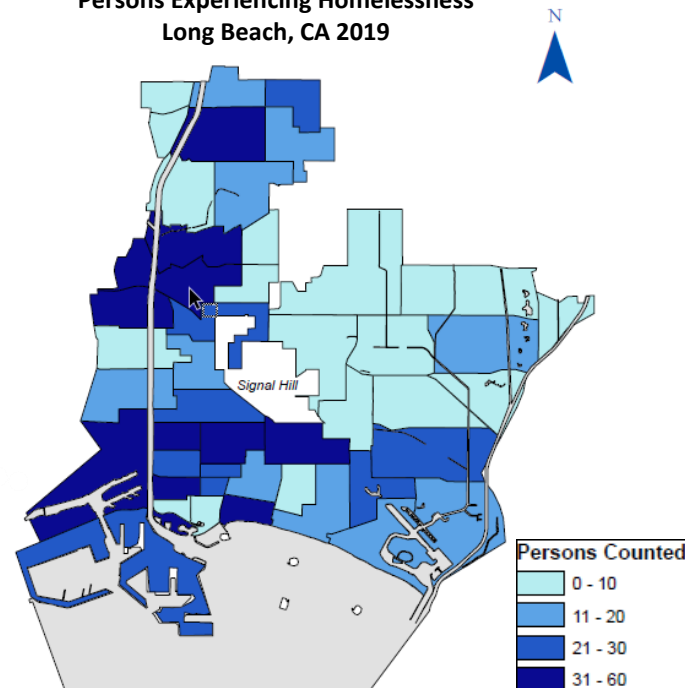 Persons Experiencing Homelessness
Long Beach, CA 2019
N
Signal Hill
Persons Counted
0 - 10
11 - 20
21 - 30
31 - 60